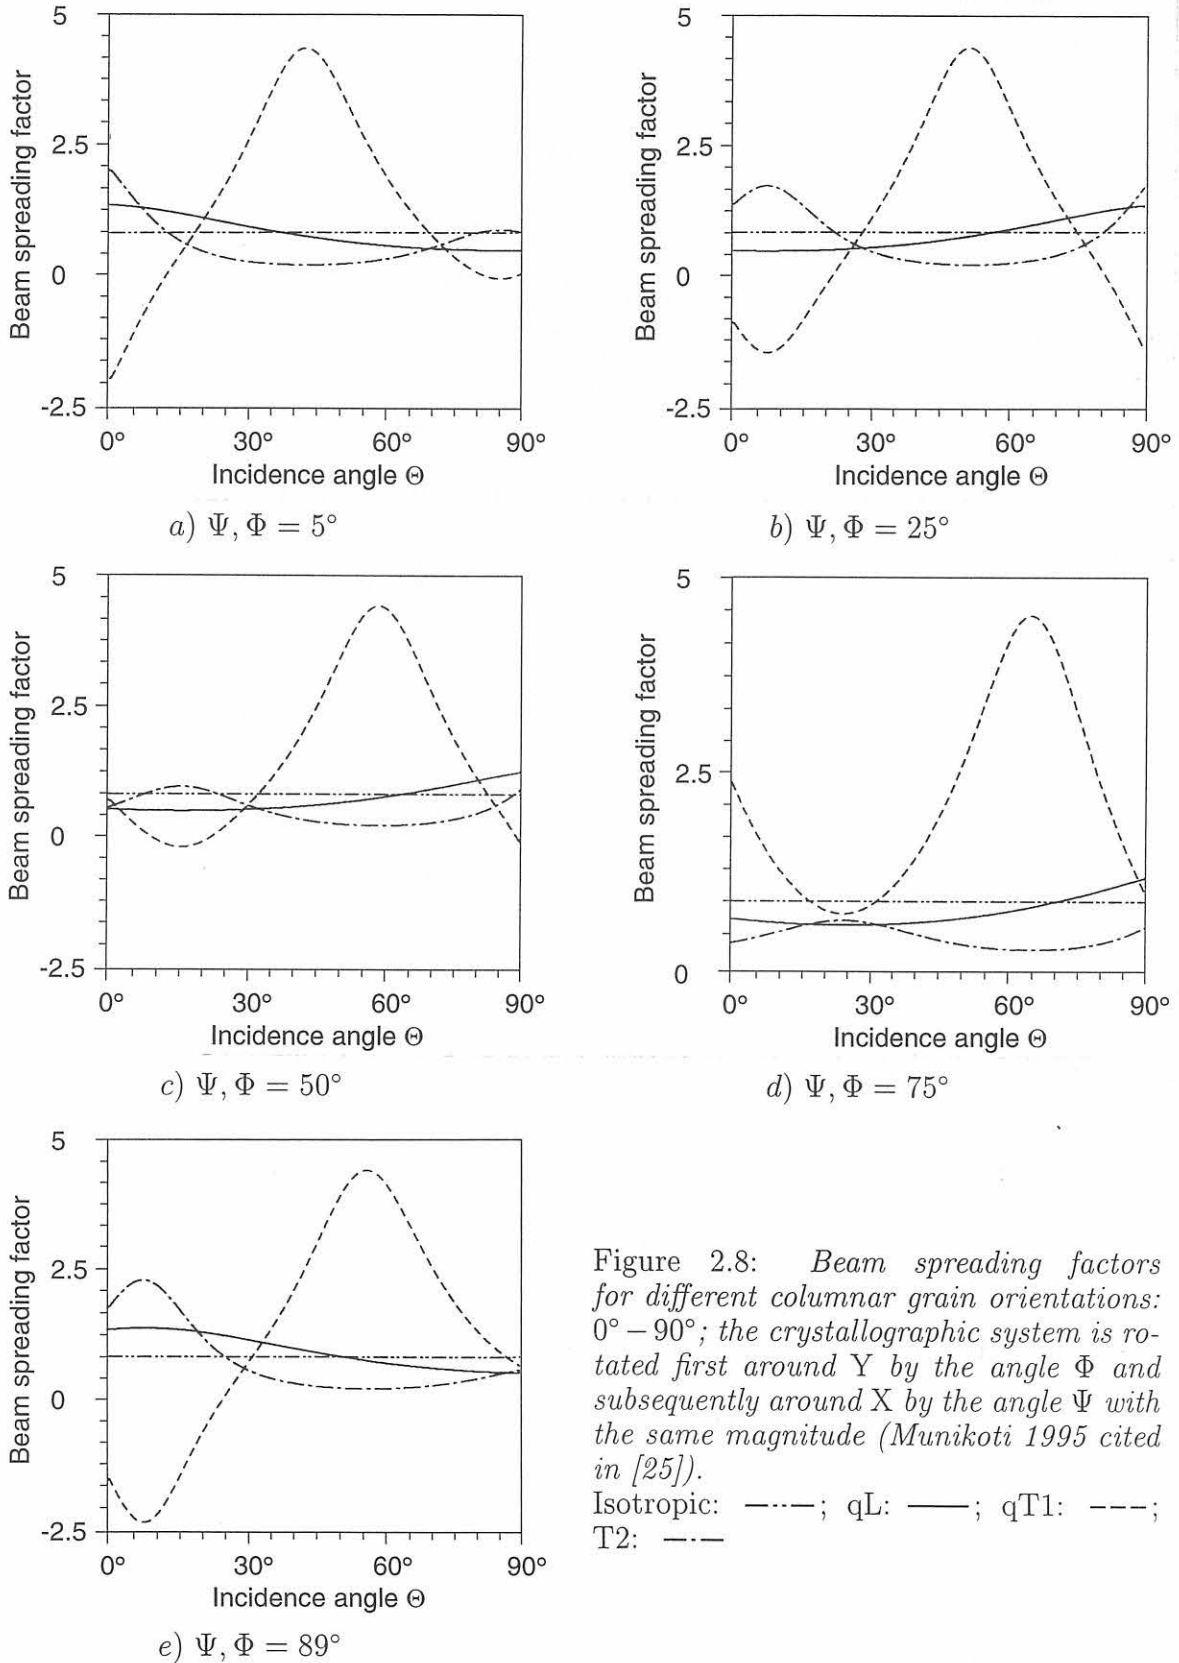 5
2.5
0
-2.5
Beam spreading factor
0° 30° 60° 90°
Incidence angle Θ
a) Ψ, Φ = 5°
5
2.5
0
-2.5
Beam spreading factor
0° 30° 60° 90°
Incidence angle Θ
b) Ψ, Φ = 25°
5
2.5
0
-2.5
Beam spreading factor
0° 30° 60° 90°
Incidence angle Θ
c) Ψ, Φ = 50°
5
2.5
0
Beam spreading factor
0° 30° 60° 90°
Incidence angle Θ
d) Ψ, Φ = 75°
5
2.5
0
-2.5
Beam spreading factor
0° 30° 60° 90°
Incidence angle Θ
e) Ψ, Φ = 89°
Figure 2.8: Beam spreading factors
for different columnar grain orientations:
0° – 90°; the crystallographic system is ro-
tated first around Y by the angle Φ and
subsequently around X by the angle Ψ with
the same magnitude (Munikoti 1995 cited
in [25]).
Isotropic: ; qL: ; qT1: ;
T2: